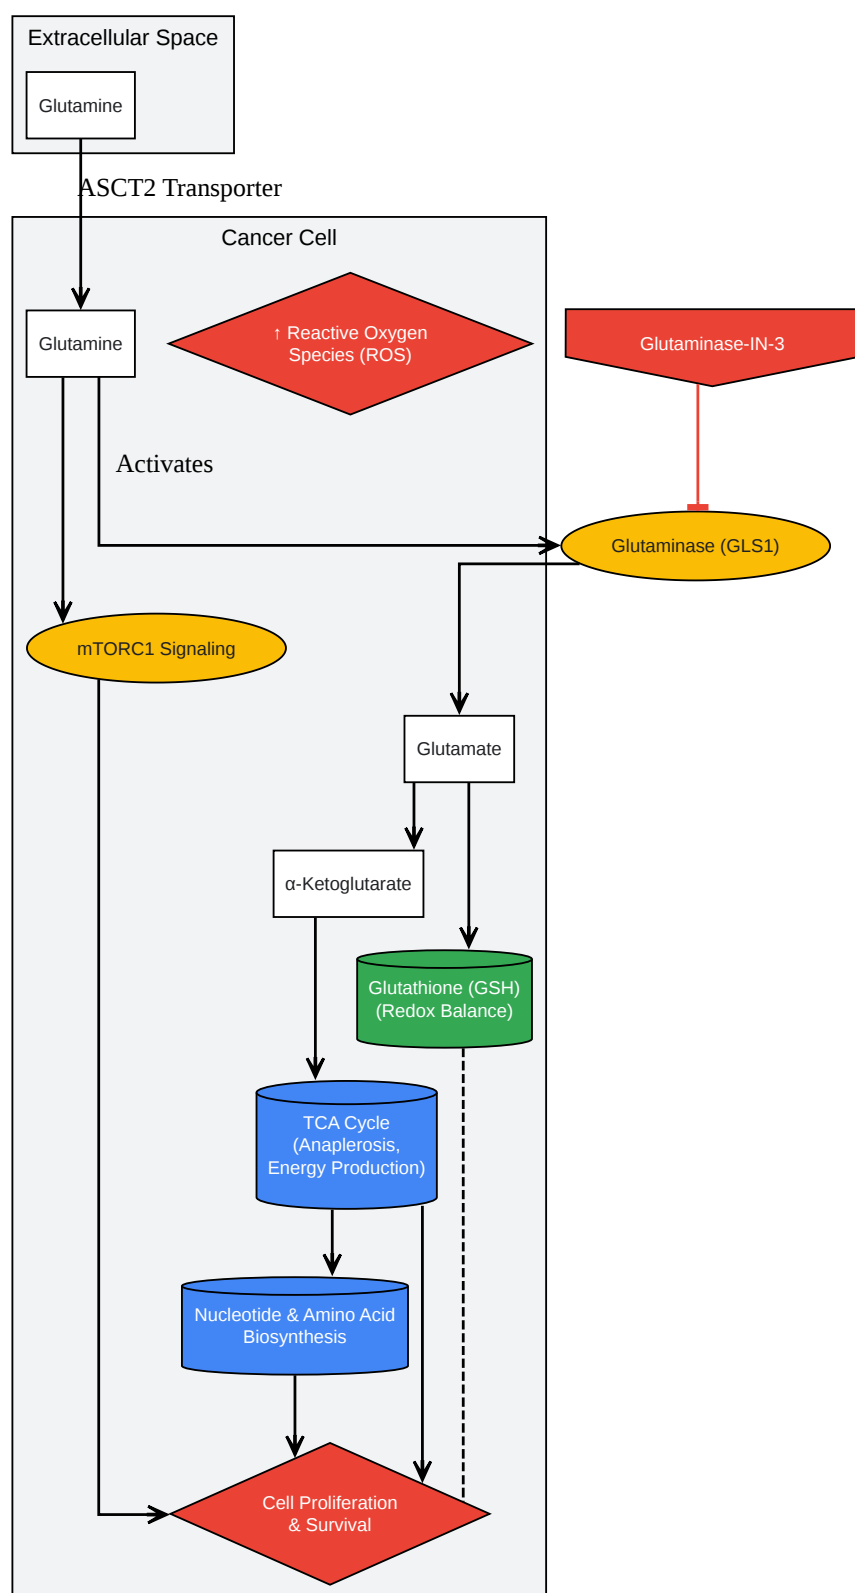 Extracellular Space
Glutamine
ASCT2 Transporter
Cancer Cell
Glutamine
↑ Reactive Oxygen
Species (ROS)
Glutaminase-IN-3
Activates
Glutaminase (GLS1)
mTORC1 Signaling
Glutamate
α-Ketoglutarate
Glutathione (GSH)
(Redox Balance)
TCA Cycle
(Anaplerosis,
Energy Production)
Nucleotide & Amino Acid
Biosynthesis
Cell Proliferation
& Survival